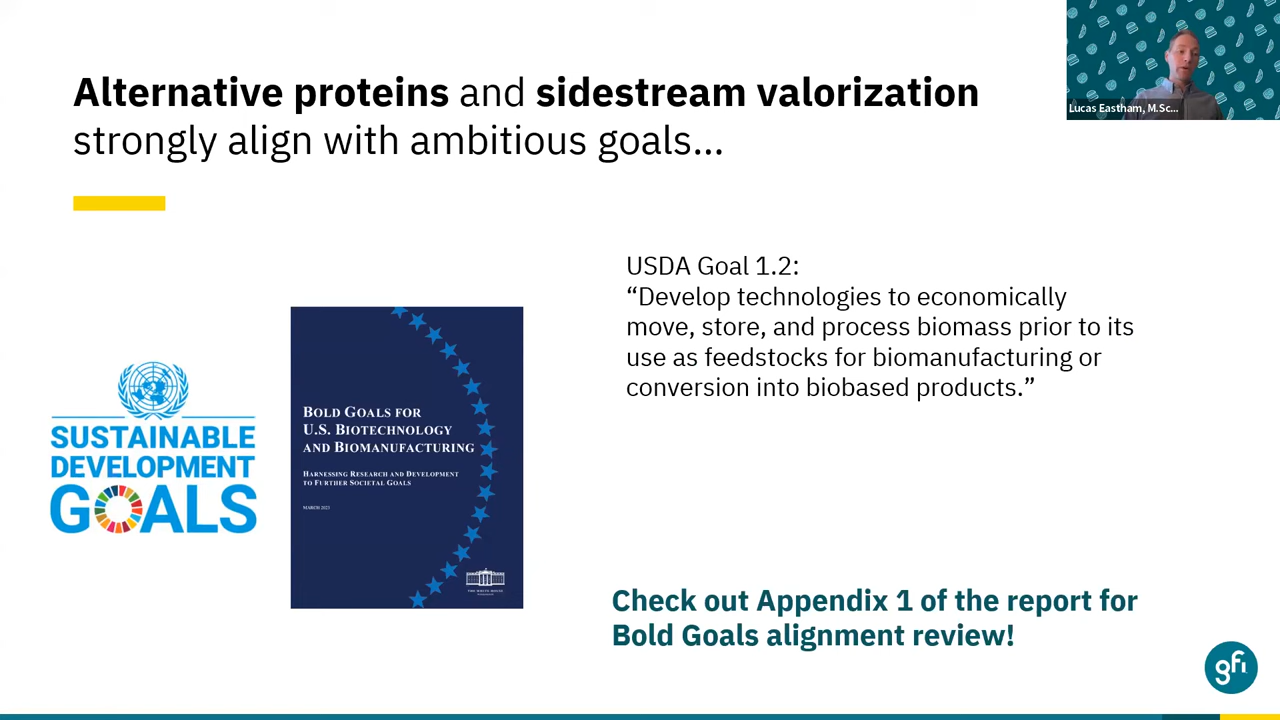 Alternative proteins and sidestream valorization
strongly align with ambitious goals...
Lucas Eastham, M.Sc...
USDA Goal 1.2:
“Develop technologies to economically
move, store, and process biomass prior to its
use as feedstocks for biomanufacturing or
conversion into biobased products.”
SUSTAINABLE
DEVELOPMENT
GOALS
BOLD GOALS FOR
U.S. BIOTECHNOLOGY
AND BIOMANUFACTURING
HARNESSING RESEARCH AND DEVELOPMENT
TO FURTHER SOCIETAL GOALS
MARCH 2023
THE WHITE HOUSE
Check out Appendix 1 of the report for
Bold Goals alignment review!
gfi